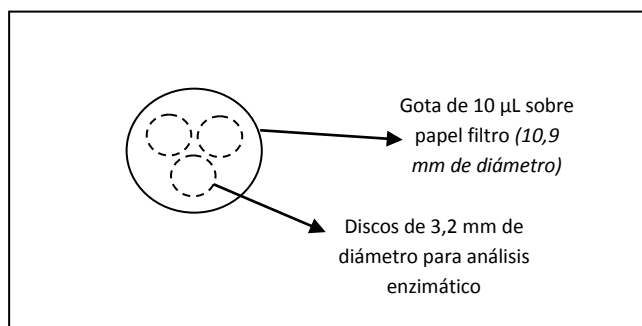 Gota de 10 µL sobre
papel filtro (10,9
mm de diámetro)
Discos de 3,2 mm de
diámetro para análisis
enzimático